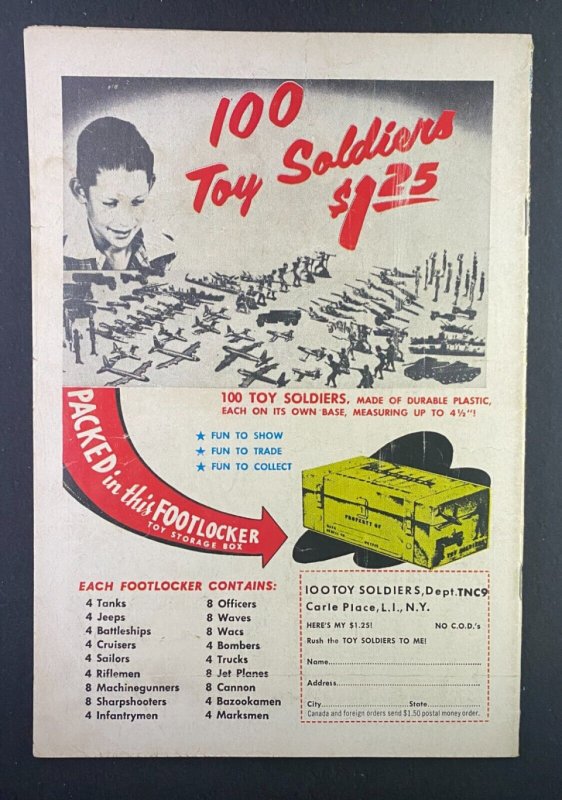 100
Toy Soldiers
$1.25
100 TOY SOLDIERS, MADE OF DURABLE PLASTIC,
EACH ON ITS OWN BASE, MEASURING UP TO 4½"!
★ FUN TO SHOW
★ FUN TO TRADE
★ FUN TO COLLECT
PACKED in this FOOTLOCKER
TOY STORAGE BOX
PROPERTY OF
TOY SOLDIERS
EACH FOOTLOCKER CONTAINS:
4 Tanks
4 Jeeps
4 Battleships
4 Cruisers
4 Sailors
4 Riflemen
8 Machinegunners
8 Sharpshooters
4 Infantrymen
8 Officers
8 Waves
8 Wacs
4 Bombers
4 Trucks
8 Jet Planes
8 Cannon
4 Bazookamen
4 Marksmen
100 TOY SOLDIERS, Dept. TNC9
Carle Place, L.I., N.Y.
HERE'S MY $1.25! NO C.O.D.'s
Rush the TOY SOLDIERS TO ME!
Name
Address
City State
Canada and foreign orders send $1.50 postal money order.